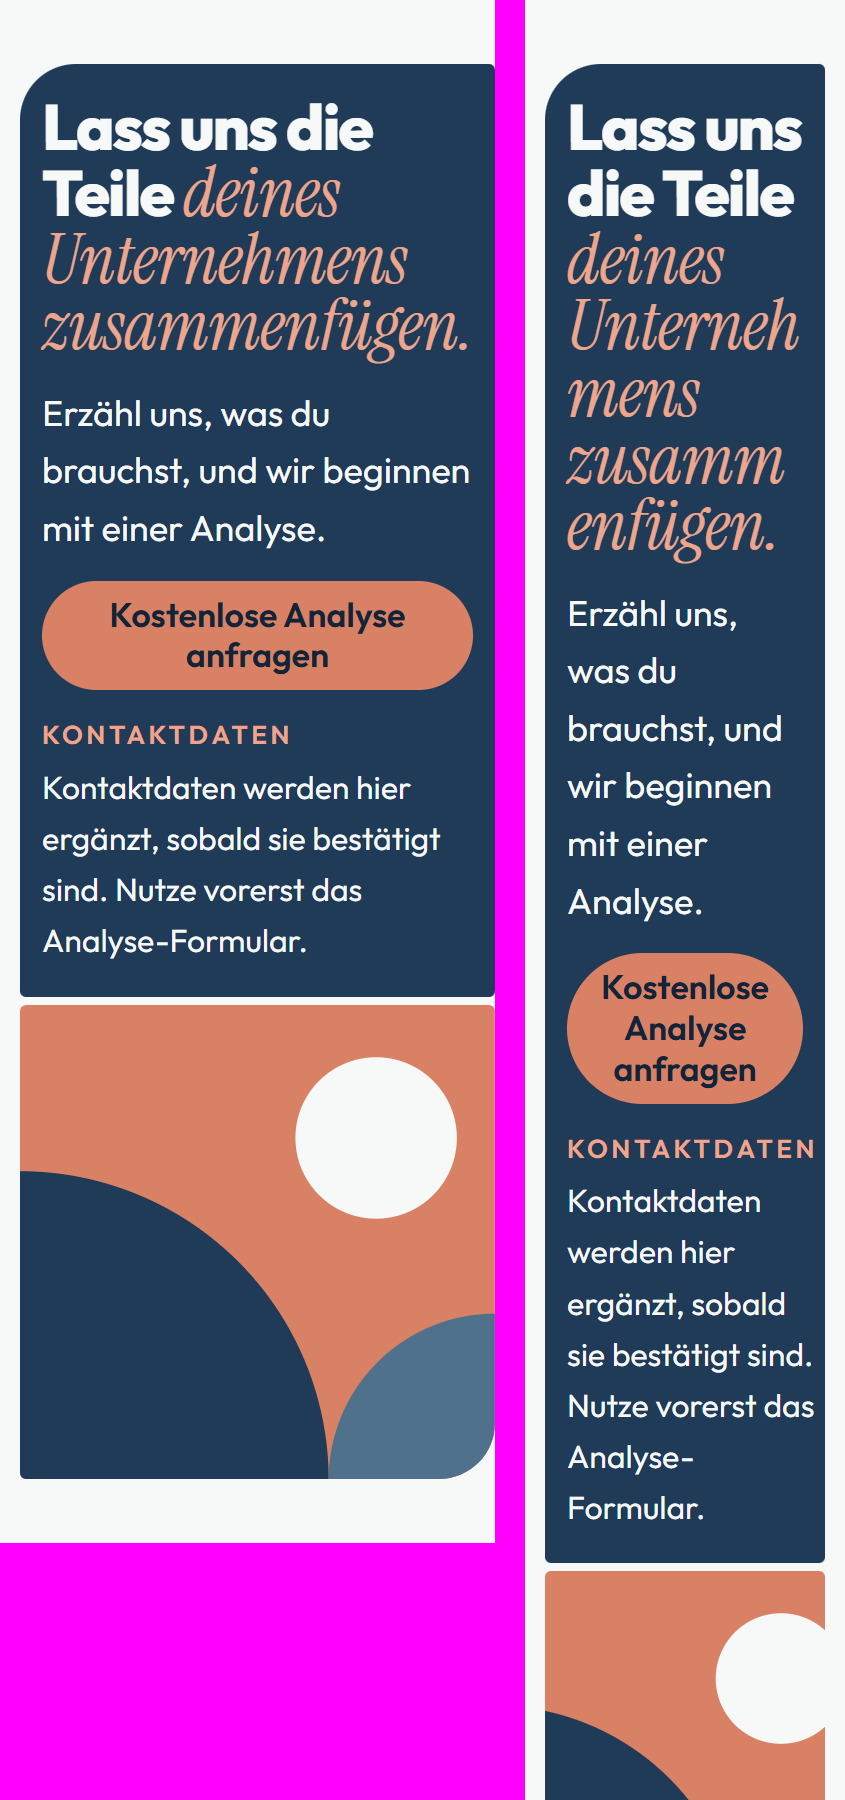 Lass uns die
Teile deines
Unternehmens
zusammenfügen.
Erzähl uns, was du
brauchst, und wir beginnen
mit einer Analyse.
Kostenlose Analyse
anfragen
KONTAKTDATEN
Kontaktdaten werden hier
ergänzt, sobald sie bestätigt
sind. Nutze vorerst das
Analyse-Formular.
Lass uns
die Teile
deines
Unterneh
mens
zusamm
enfügen.
Erzähl uns,
was du
brauchst, und
wir beginnen
mit einer
Analyse.
Kostenlose
Analyse
anfragen
KONTAKTDATEN
Kontaktdaten
werden hier
ergänzt, sobald
sie bestätigt sind.
Nutze vorerst das
Analyse-
Formular.